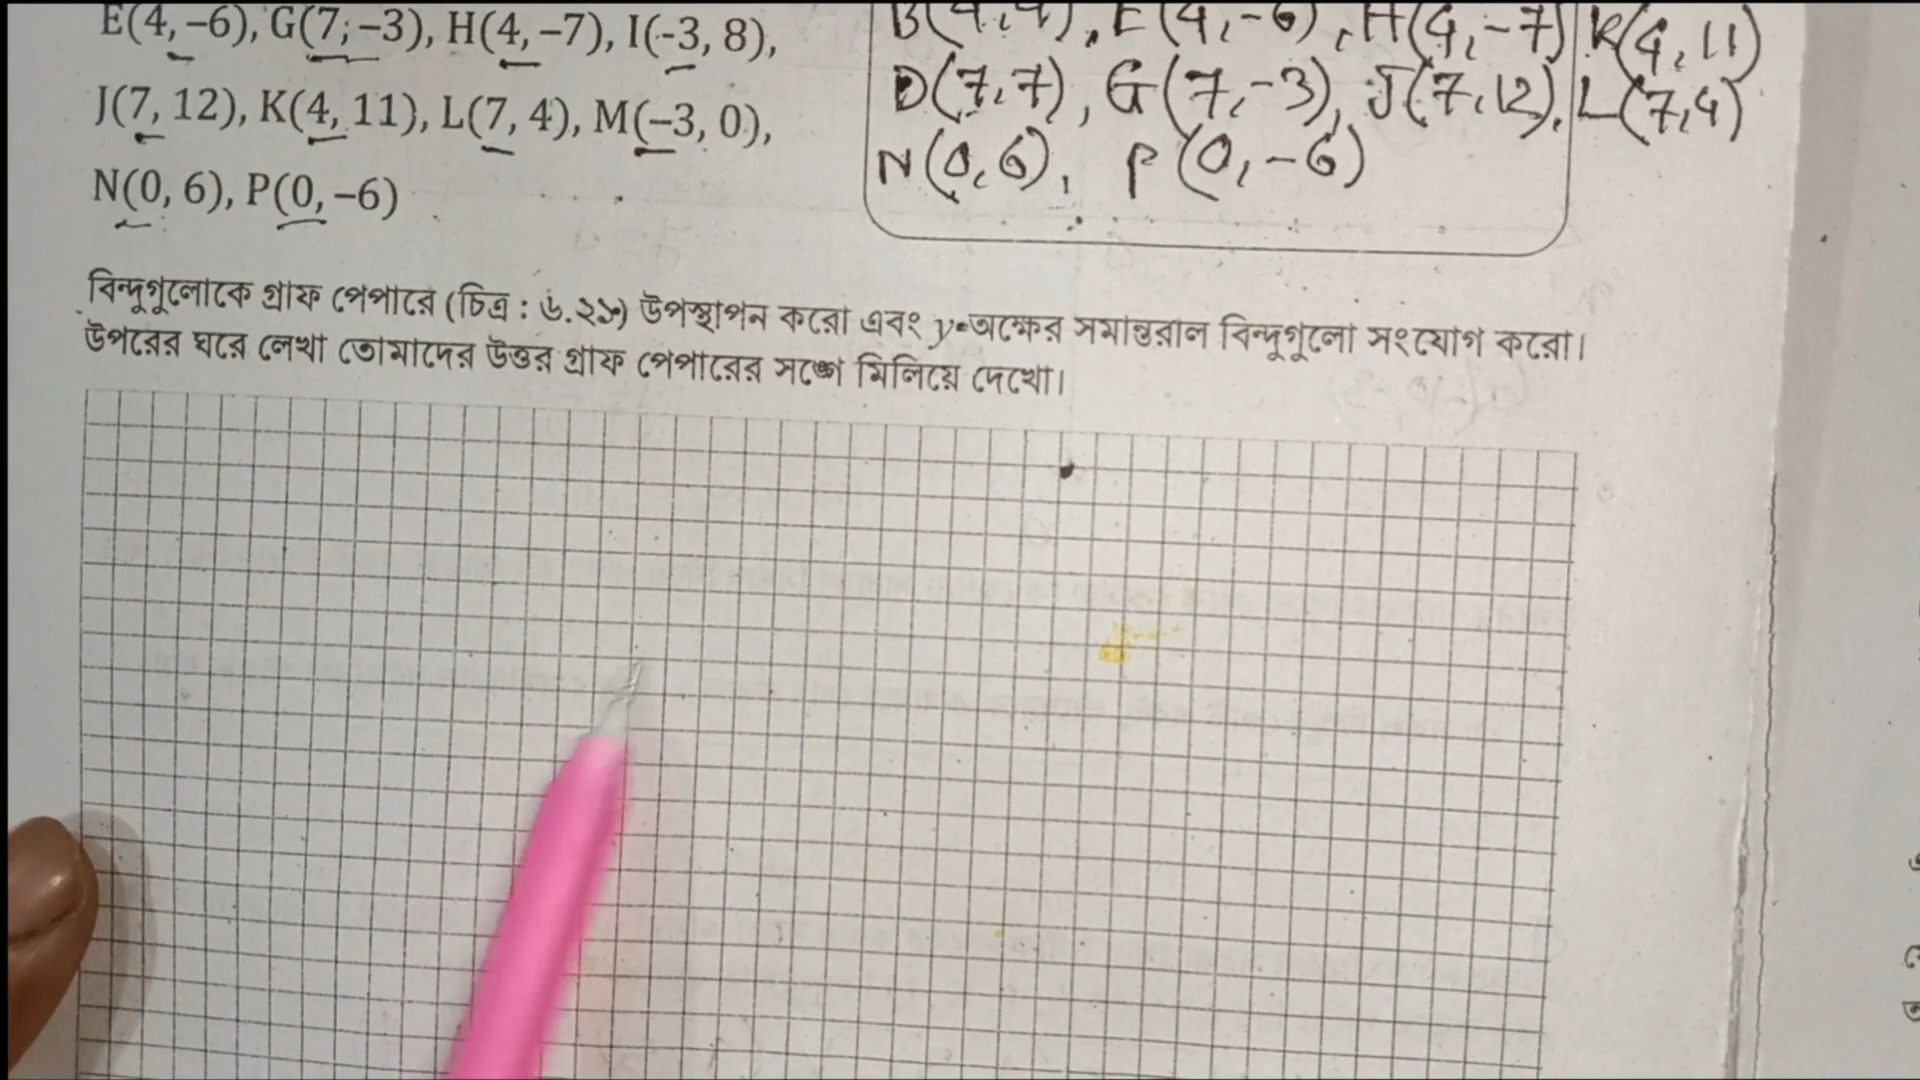 E(4, –6), G(7, –3), H(4, –7), I(-3, 8),
J(7, 12), K(4, 11), L(7, 4), M(–3, 0),
N(0, 6), P(0, –6)
B(4,4), E(4,-6), H(4,-7) K(4,11)
D(7,7), G(7,-3), J(7,12), L(7,4)
N(0,6), P(0,-6)
বিন্দুগুলোকে গ্রাফ পেপারে (চিত্র : ৬.২১) উপস্থাপন করো এবং y-অক্ষের সমান্তরাল বিন্দুগুলো সংযোগ করো।
উপরের ঘরে লেখা তোমাদের উত্তর গ্রাফ পেপারের সঙ্গে মিলিয়ে দেখো।